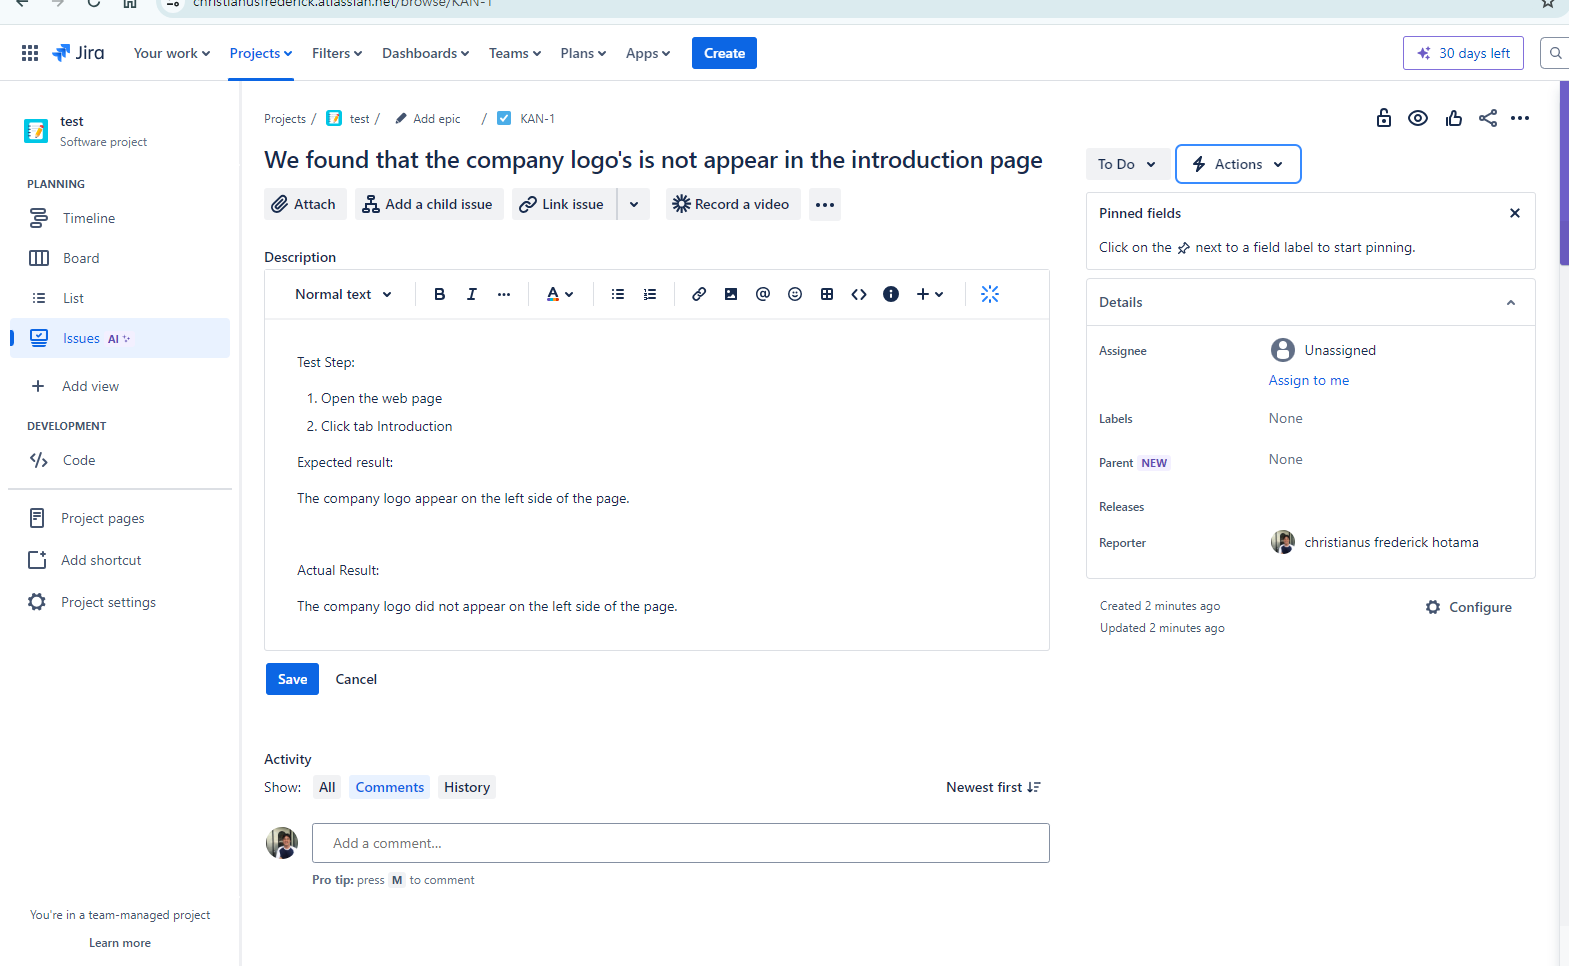 christianusfrederick.atlassian.net/browse/KAN-1
Jira
Your work
Projects
Filters
Dashboards
Teams
Plans
Apps
Create
30 days left
test
Software project
PLANNING
Timeline
Board
List
Issues AI
Add view
DEVELOPMENT
Code
Project pages
Add shortcut
Project settings
You're in a team-managed project
Learn more
Projects / test / Add epic / KAN-1
We found that the company logo's is not appear in the introduction page
Attach
Add a child issue
Link issue
Record a video
Description
Normal text
B
I
A
Test Step:
1. Open the web page
2. Click tab Introduction
Expected result:
The company logo appear on the left side of the page.
Actual Result:
The company logo did not appear on the left side of the page.
Save
Cancel
Activity
Show: All Comments History
Newest first
Add a comment...
Pro tip: press M to comment
To Do
Actions
Pinned fields
Click on the next to a field label to start pinning.
Details
Assignee
Unassigned
Assign to me
Labels
None
Parent NEW
None
Releases
Reporter
christianus frederick hotama
Created 2 minutes ago
Updated 2 minutes ago
Configure